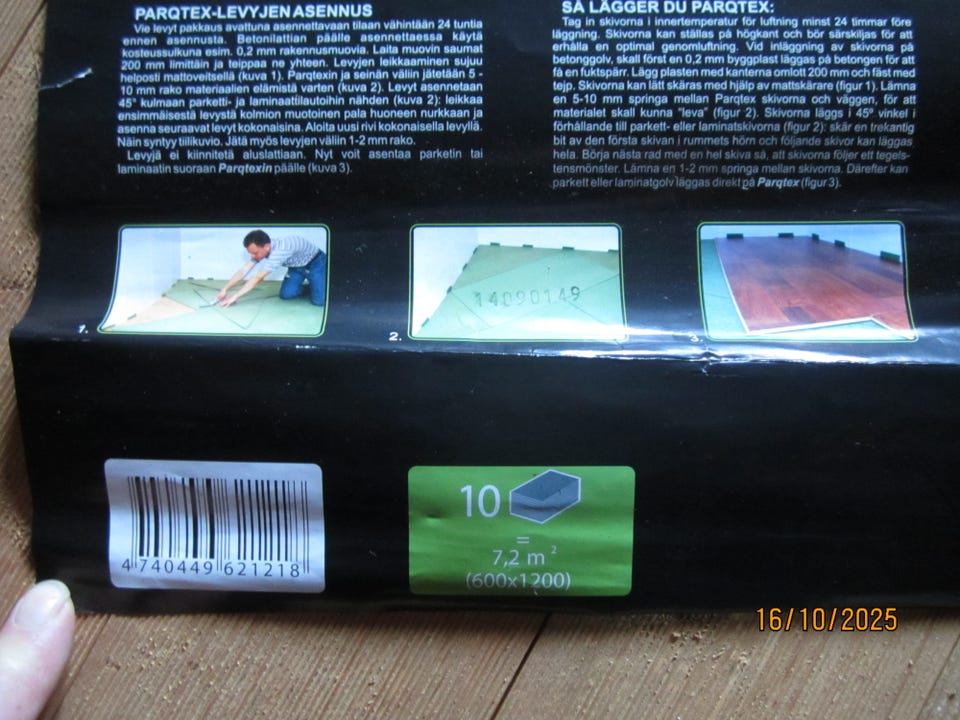 PARQTEX-LEVYJEN ASENNUS
Vie levyt pakkaus avattuna asennettavaan tilaan vähintään 24 tuntia
ennen asennusta. Betonilattian päälle asennettaessa käytä
kosteussulkuna esim. 0,2 mm rakennusmuovia. Laita muovin saumat
200 mm limittäin ja teippaa ne yhteen. Levyjen leikkaaminen sujuu
helposti mattoveitsellä (kuva 1). Parqtexin ja seinän väliin jätetään 5 -
10 mm rako materiaalien elämistä varten (kuva 2). Levyt asennetaan
45° kulmaan parketti- ja laminaattilautoihin nähden (kuva 2): leikkaa
ensimmäisestä levystä kolmion muotoinen pala huoneen nurkkaan ja
asenna seuraavat levyt kokonaisina. Aloita uusi rivi kokonaisella levyllä.
Näin syntyy tiilikuvio. Jätä myös levyjen väliin 1-2 mm rako.
Levyjä ei kiinnitetä aluslattiaan. Nyt voit asentaa parketin tai
laminaatin suoraan Parqtexin päälle (kuva 3).
SÅ LÄGGER DU PARQTEX:
Tag in skivorna i innertemperatur för luftning minst 24 timmar före
läggning. Skivorna kan ställas på högkant och bör särskiljas för att
erhålla en optimal genomluftning. Vid inläggning av skivorna på
betonggolv, skall först en 0,2 mm byggplast läggas på betongen för att
få en fuktspärr. Lägg plasten med kanterna omlott 200 mm och fäst med
tejp. Skivorna kan lätt skäras med hjälp av mattskärare (figur 1). Lämna
en 5-10 mm springa mellan Parqtex skivorna och väggen, för att
materialet skall kunna "leva" (figur 2). Skivorna läggs i 45º vinkel i
förhållande till parkett- eller laminatskivorna (figur 2): skär en trekantig
bit av den första skivan i rummets hörn och följande skivor kan läggas
hela. Börja nästa rad med en hel skiva så, att skivorna följer ett tegels-
tensmönster. Lämna en 1-2 mm springa mellan skivorna. Därefter kan
parkett eller laminatgolv läggas direkt på Parqtex (figur 3).
1.
2.
14090149
3.
4 740449 621218
10
=
7,2 m²
(600x1200)
16/10/2025